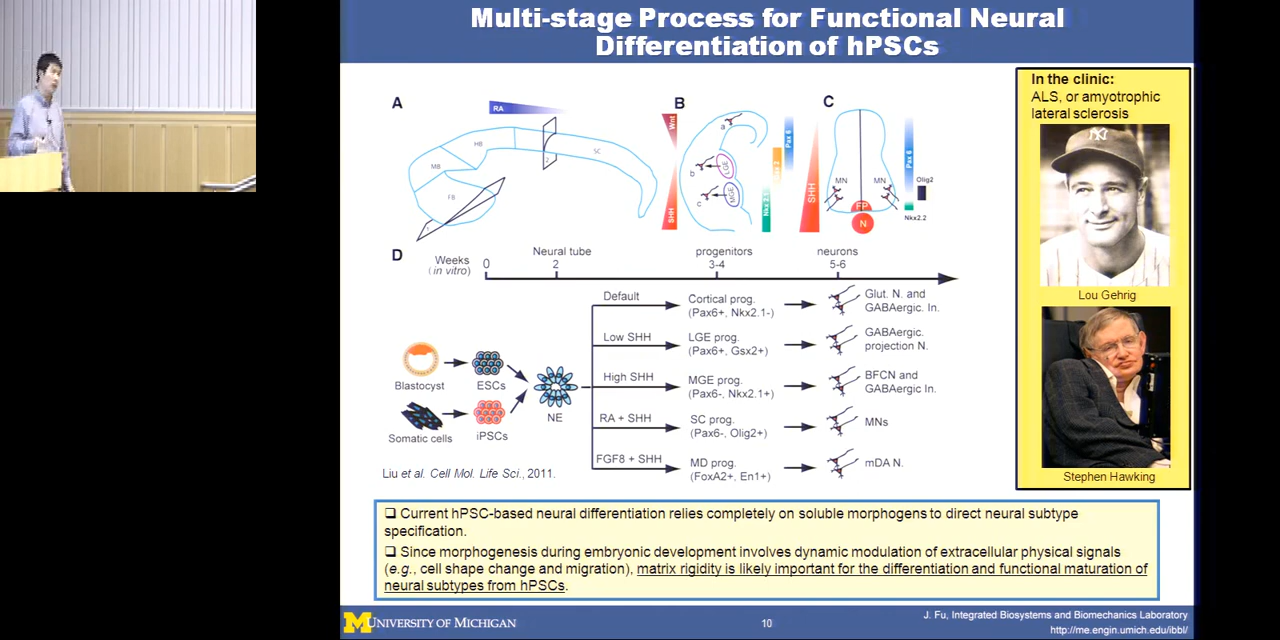 Multi-stage Process for Functional Neural
Differentiation of hPSCs
A
RA
HB
MB
FB
SC
2
B
Wnt
SHH
a
b
c
LGE
MGE
Pax 6
Nkx2.1
C
SHH
MN
MN
FP
N
Pax 6
Olig2
Nkx2.2
D
Weeks
(in vitro)
0
Neural tube
2
progenitors
3-4
neurons
5-6
Blastocyst
ESCs
Somatic cells
iPSCs
NE
Default
Cortical prog.
(Pax6+, Nkx2.1-)
Glut. N. and
GABAergic. In.
Low SHH
LGE prog.
(Pax6+, Gsx2+)
GABAergic.
projection N.
High SHH
MGE prog.
(Pax6-, Nkx2.1+)
BFCN and
GABAergic In.
RA + SHH
SC prog.
(Pax6-, Olig2+)
MNs
FGF8 + SHH
MD prog.
(FoxA2+, En1+)
mDA N.
Liu et al. Cell Mol. Life Sci., 2011.
In the clinic:
ALS, or amyotrophic
lateral sclerosis
Lou Gehrig
Stephen Hawking
❑ Current hPSC-based neural differentiation relies completely on soluble morphogens to direct neural subtype
specification.
❑ Since morphogenesis during embryonic development involves dynamic modulation of extracellular physical signals
(e.g., cell shape change and migration), matrix rigidity is likely important for the differentiation and functional maturation of
neural subtypes from hPSCs.
M UNIVERSITY OF MICHIGAN
10
J. Fu, Integrated Biosystems and Biomechanics Laboratory
http://me.engin.umich.edu/ibbl/